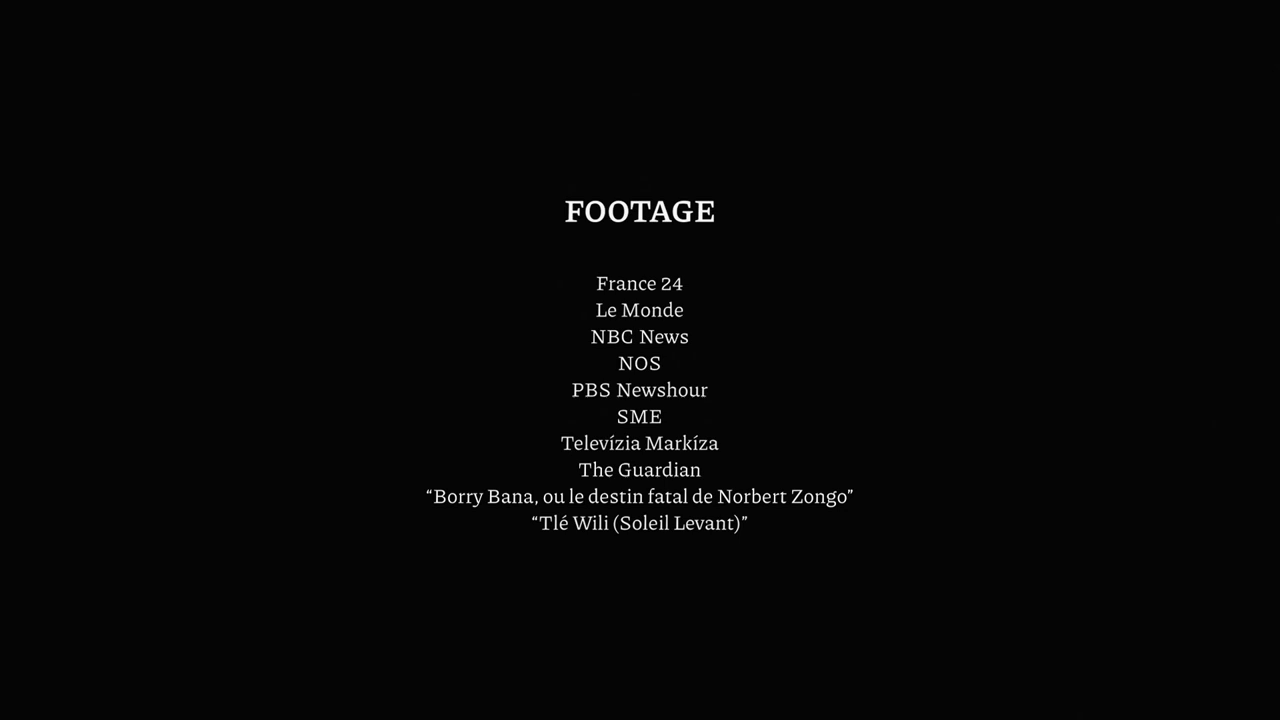 FOOTAGE
France 24
Le Monde
NBC News
NOS
PBS Newshour
SME
Televízia Markíza
The Guardian
“Borry Bana, ou le destin fatal de Norbert Zongo”
“Tlé Wili (Soleil Levant)”